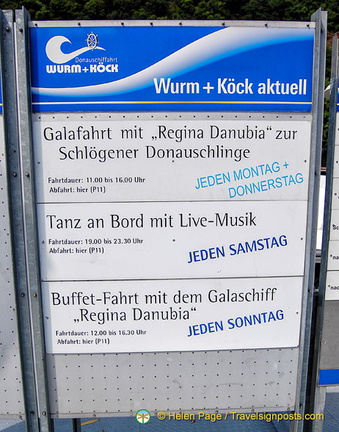 Donauschiffahrt
WURM+KÖCK
Wurm+Köck aktuell
Galafahrt mit „Regina Danubia" zur
Schlögener Donauschlinge
Fahrtdauer: 11.00 bis 16.00 Uhr
Abfahrt: hier (P11)
JEDEN MONTAG +
DONNERSTAG
Tanz an Bord mit Live-Musik
Fahrtdauer: 19.00 bis 23.30 Uhr
Abfahrt: hier (P11)
JEDEN SAMSTAG
Buffet-Fahrt mit dem Galaschiff
„Regina Danubia"
Fahrtdauer: 12.00 bis 16.30 Uhr
Abfahrt: hier (P11)
JEDEN SONNTAG
© Helen Page / Travelsignposts.com